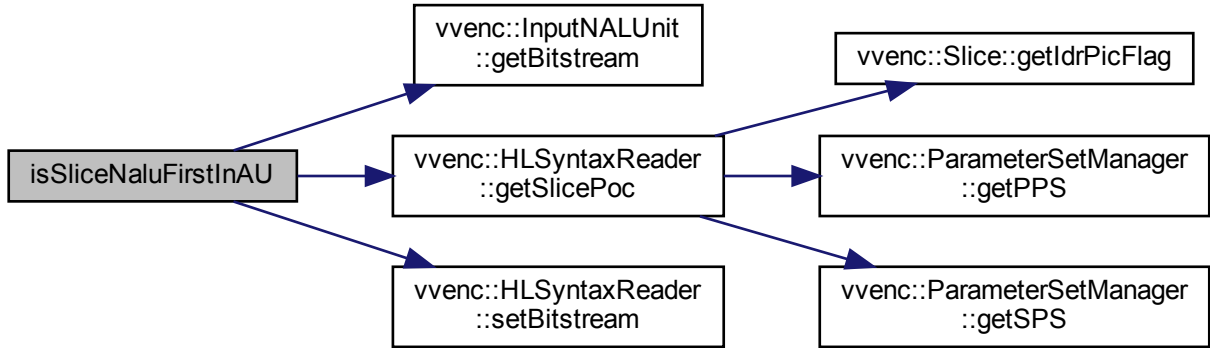 isSliceNaluFirstInAU
vvenc::InputNALUnit
::getBitstream
vvenc::HLSyntaxReader
::getSlicePoc
vvenc::HLSyntaxReader
::setBitstream
vvenc::Slice::getIdrPicFlag
vvenc::ParameterSetManager
::getPPS
vvenc::ParameterSetManager
::getSPS